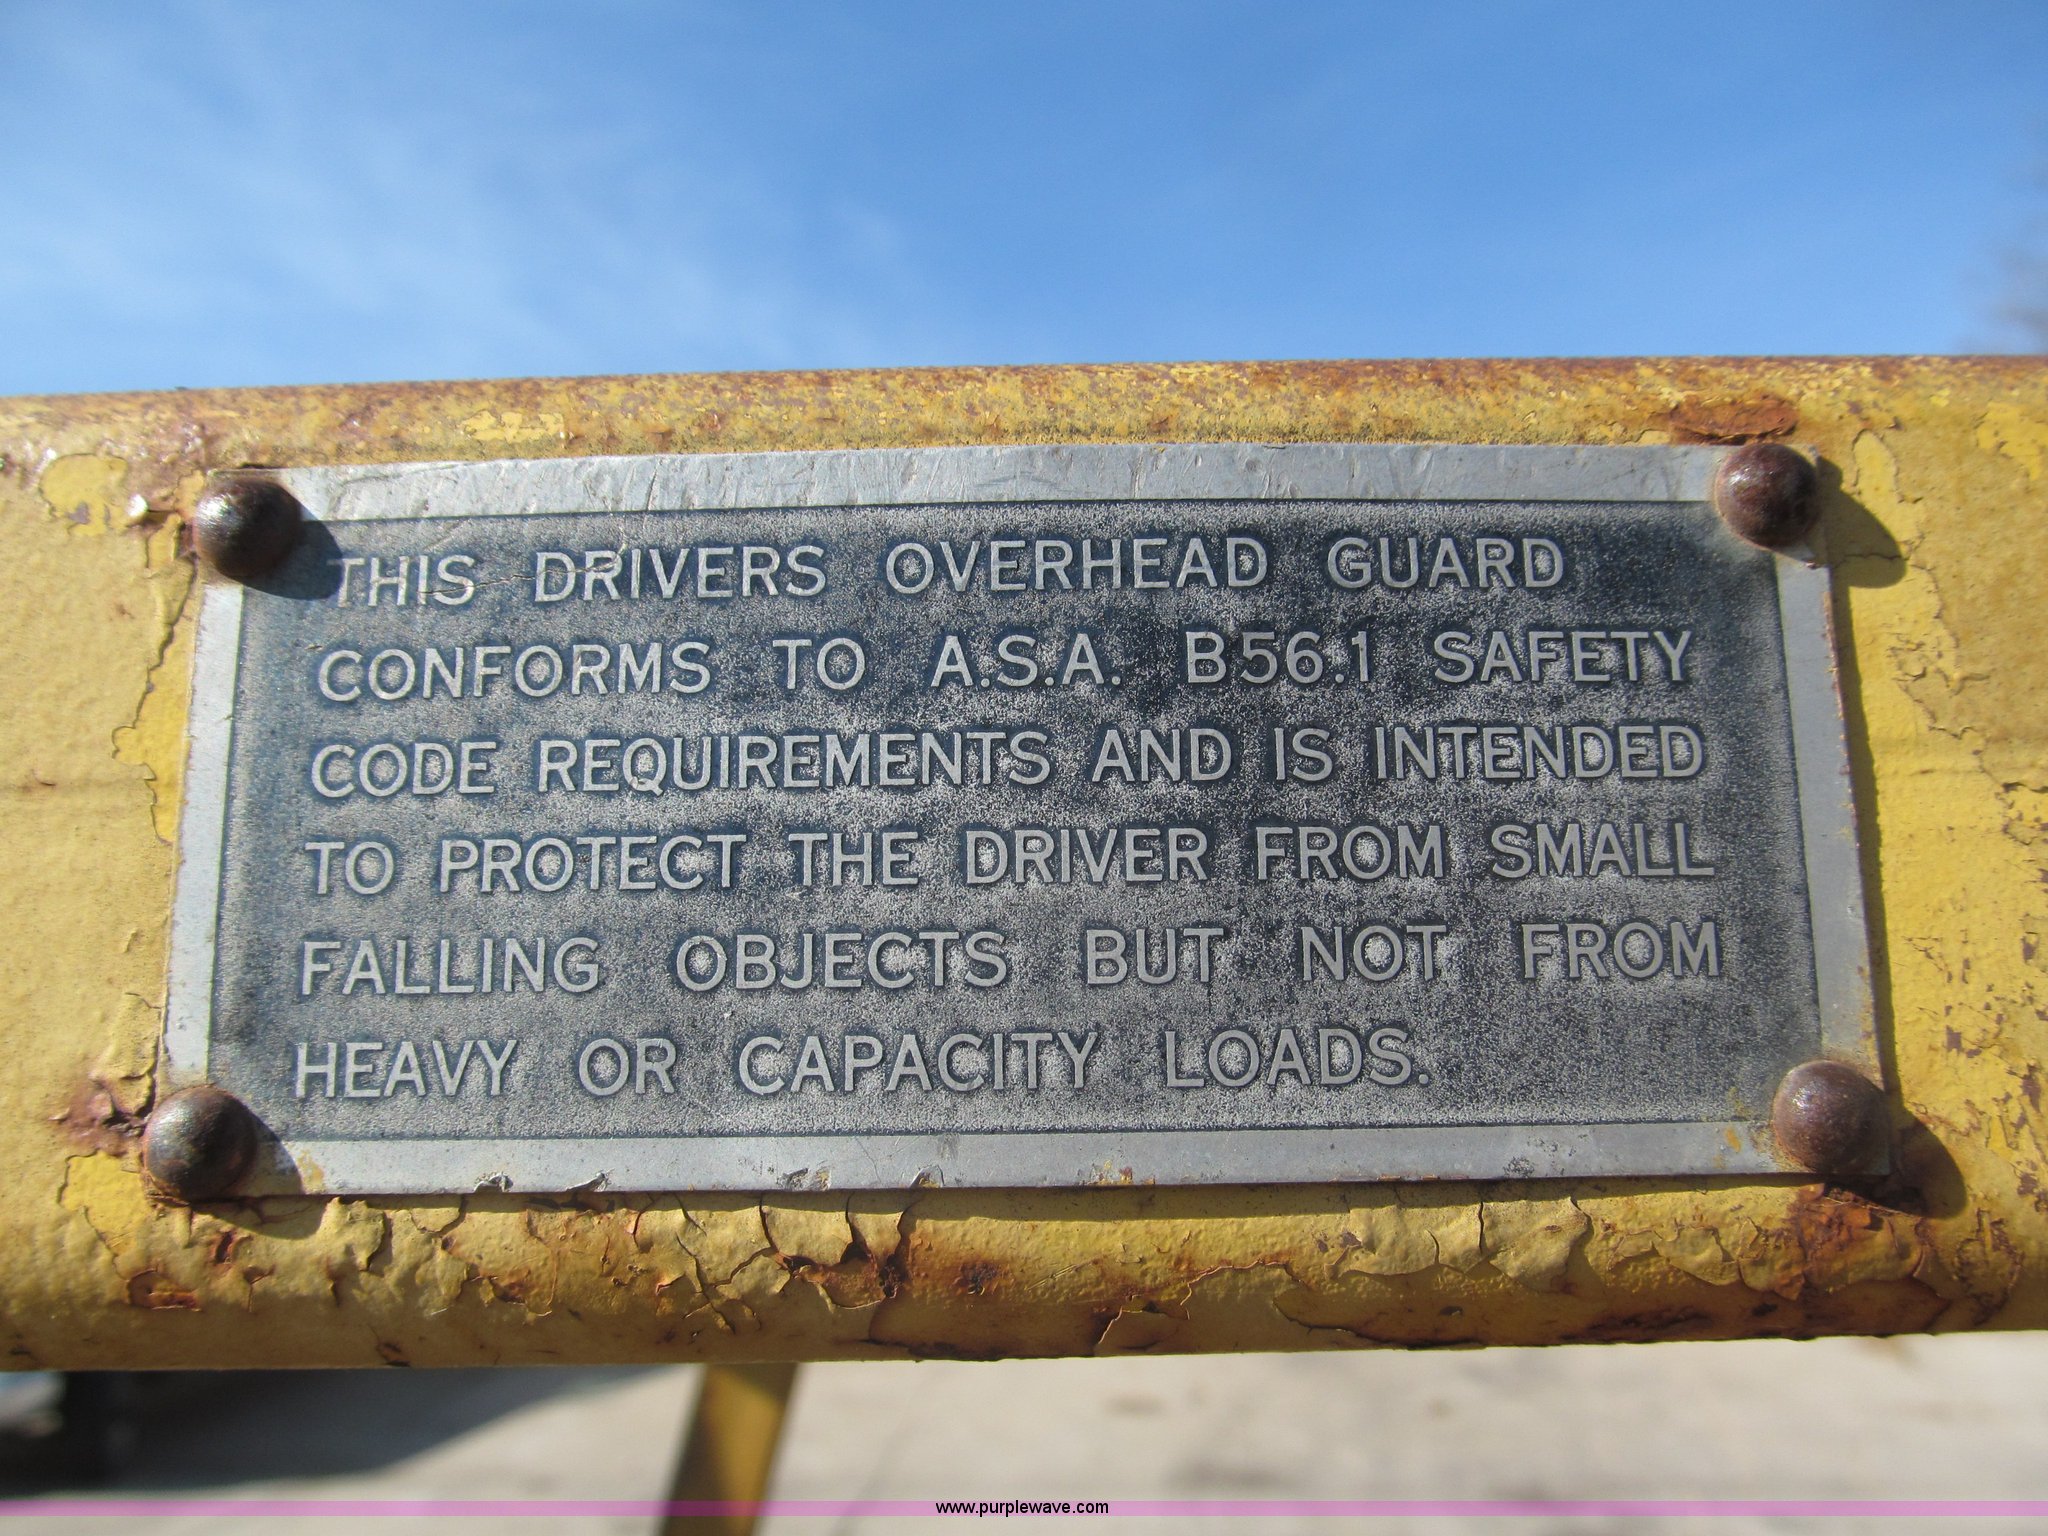 THIS DRIVERS OVERHEAD GUARD
CONFORMS TO A.S.A. B56.1 SAFETY
CODE REQUIREMENTS AND IS INTENDED
TO PROTECT THE DRIVER FROM SMALL
FALLING OBJECTS BUT NOT FROM
HEAVY OR CAPACITY LOADS.
www.purplewave.com